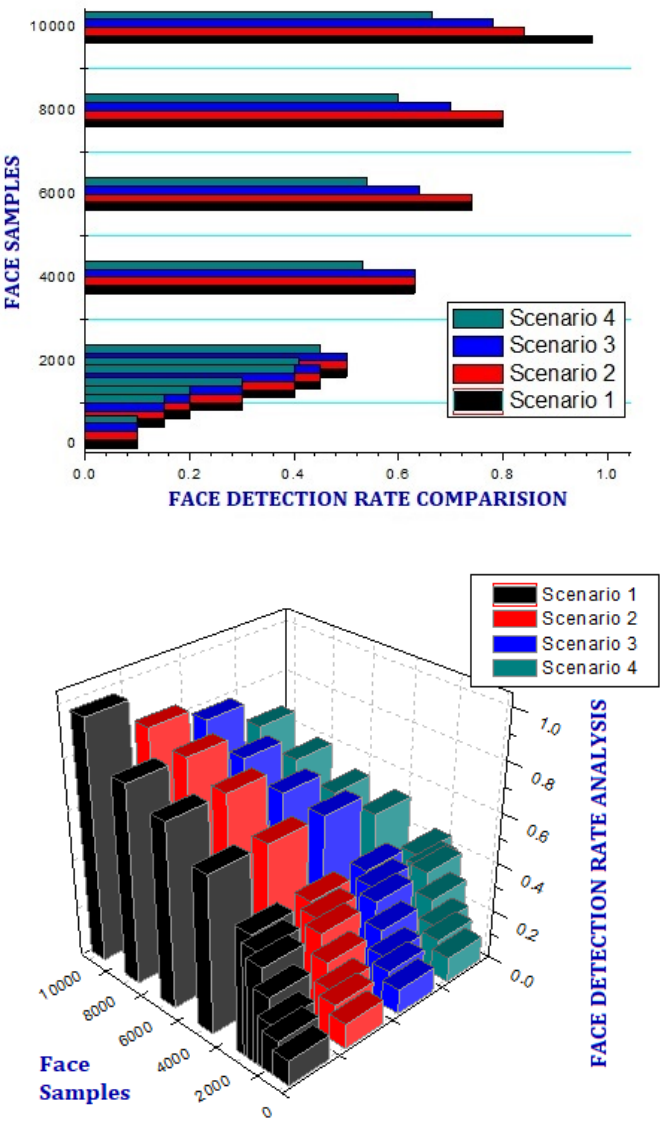 10000
8000
6000
4000
2000
0
FACE SAMPLES
Scenario 4
Scenario 3
Scenario 2
Scenario 1
0.0 0.2 0.4 0.6 0.8 1.0
FACE DETECTION RATE COMPARISION
Scenario 1
Scenario 2
Scenario 3
Scenario 4
1.0
0.8
0.6
0.4
0.2
0.0
FACE DETECTION RATE ANALYSIS
10000
8000
6000
4000
2000
0
Face
Samples